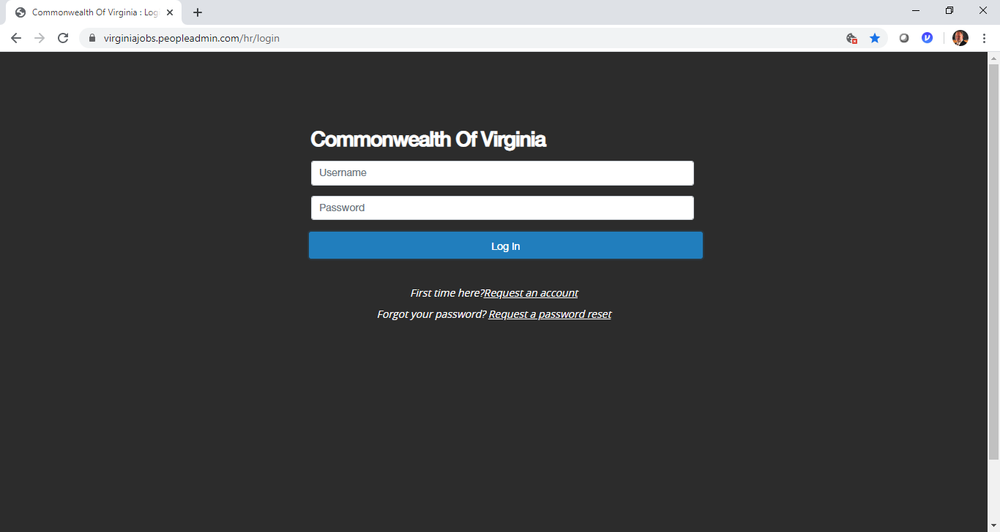 Commonwealth Of Virginia : Log
virginiajobs.peopleadmin.com/hr/login
Commonwealth Of Virginia
Username
Password
Log In
First time here?Request an account
Forgot your password? Request a password reset